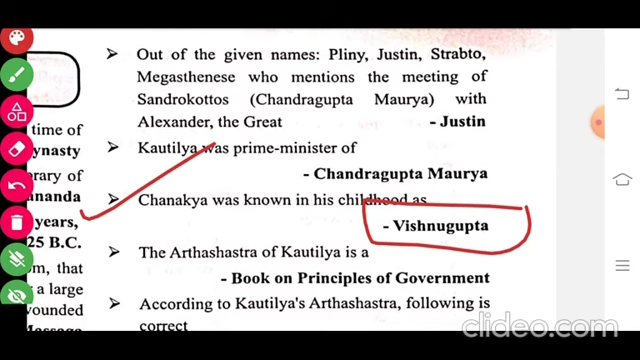 Out of the given names: Pliny, Justin, Strabto,
Megasthenese who mentions the meeting of
Sandrokottos (Chandragupta Maurya) with
Alexander, the Great - Justin
time of
Kautilya was prime-minister of
ynasty
- Chandragupta Maurya
rary of
ananda
Chanakya was known in his childhood as
years,
- Vishnugupta
25 B.C.
The Arthashastra of Kautilya is a
om, that
- Book on Principles of Government
a large
According to Kautilya's Arthashastra, following is
wounded
correct
clideo.com